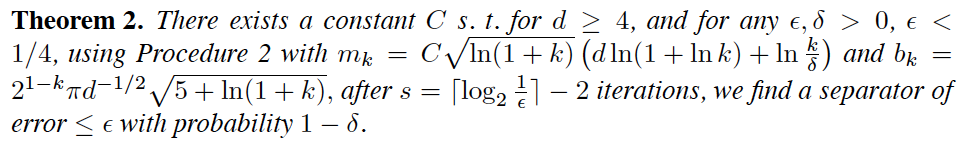 Theorem 2. There exists a constant C s. t. for d ≥ 4, and for any ϵ, δ > 0, ϵ <
1/4, using Procedure 2 with m_k = C√(ln(1 + k)) (d ln(1 + ln k) + ln k/δ) and b_k =
2^{1−k}πd^{−1/2}√(5 + ln(1 + k)), after s = ⌈log_2 1/ϵ⌉ − 2 iterations, we find a separator of
error ≤ ϵ with probability 1 − δ.